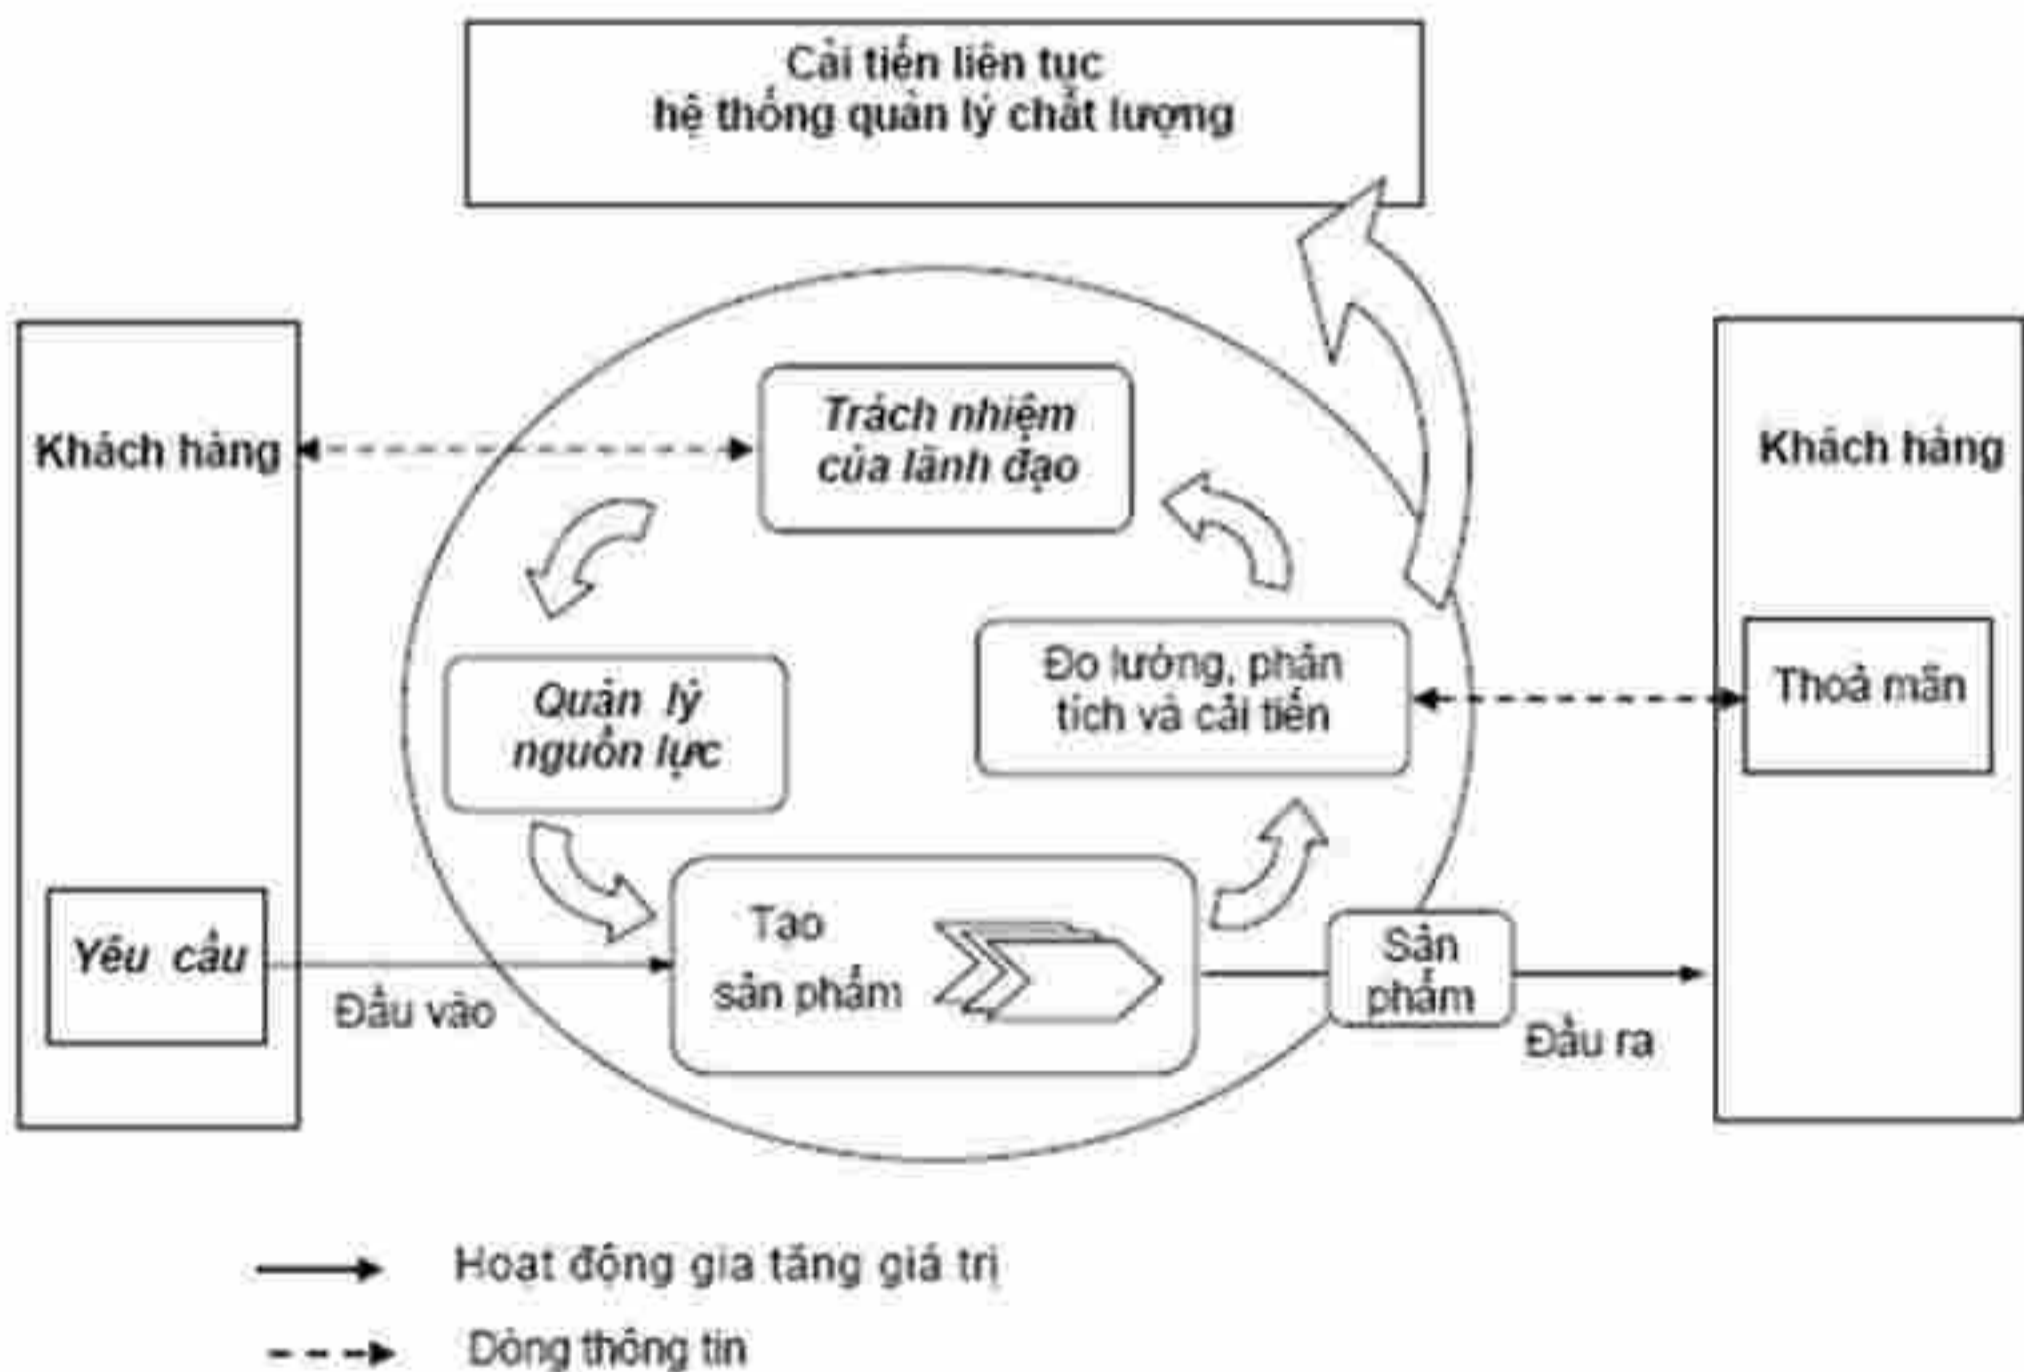 Cải tiến liên tục
hệ thống quản lý chất lượng
Khách hàng
Trách nhiệm
của lãnh đạo
Khách hàng
Quản lý
nguồn lực
Đo lường, phân
tích và cải tiến
Thoả mãn
Yêu cầu
Đầu vào
Tạo
sản phẩm
Sản
phẩm
Đầu ra
Hoạt động gia tăng giá trị
Dòng thông tin